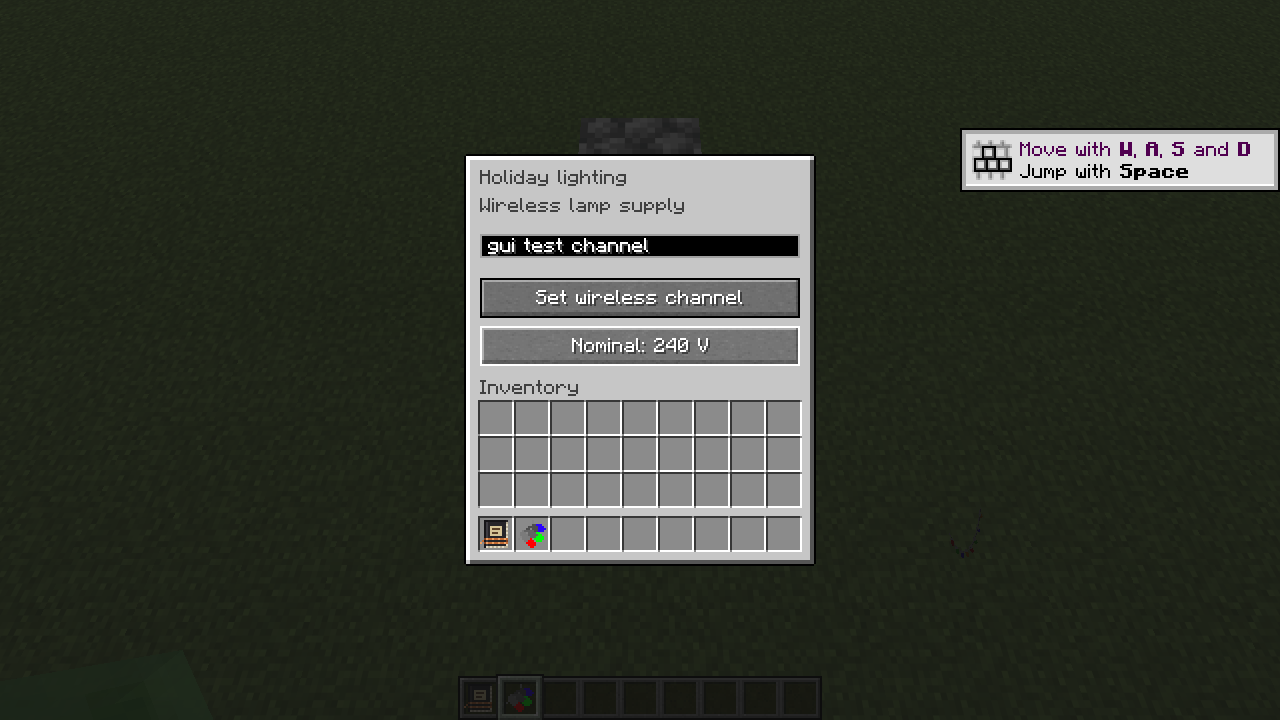 Holiday lighting
Wireless lamp supply
gui test channel
Set wireless channel
Nominal: 240 V
Inventory
Move with W, A, S and D
Jump with Space